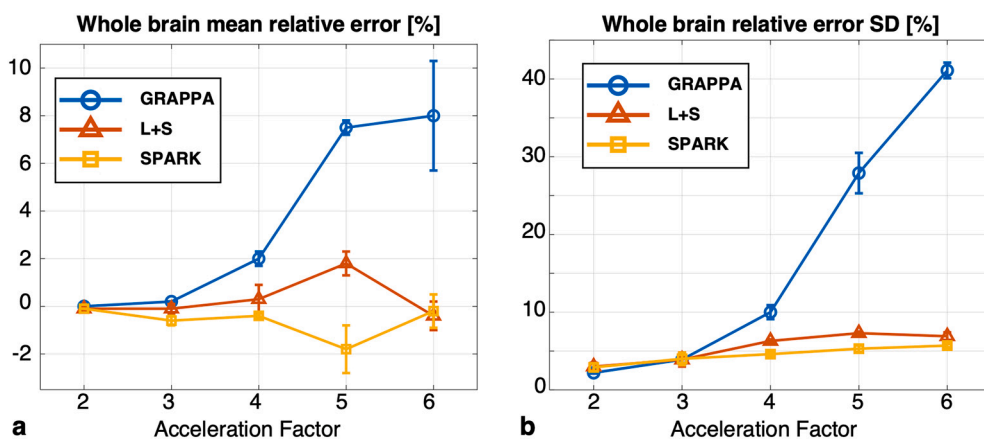 Whole brain mean relative error [%]
10
8
6
4
2
0
-2
GRAPPA
L+S
SPARK
2 3 4 5 6
Acceleration Factor
a
Whole brain relative error SD [%]
40
30
20
10
0
GRAPPA
L+S
SPARK
2 3 4 5 6
Acceleration Factor
b